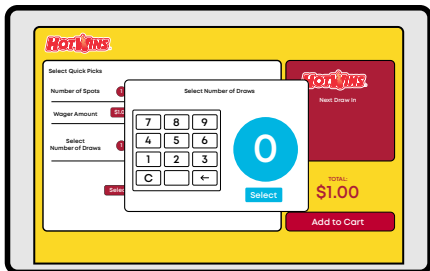 HOTWINS
Select Quick Picks
Number of Spots 1
Wager Amount $1.0
Select
Number of Draws 1
Selec
Select Number of Draws
7 8 9
4 5 6
1 2 3
C ←
0
Select
HOTWINS
Next Draw In
TOTAL:
$1.00
Add to Cart